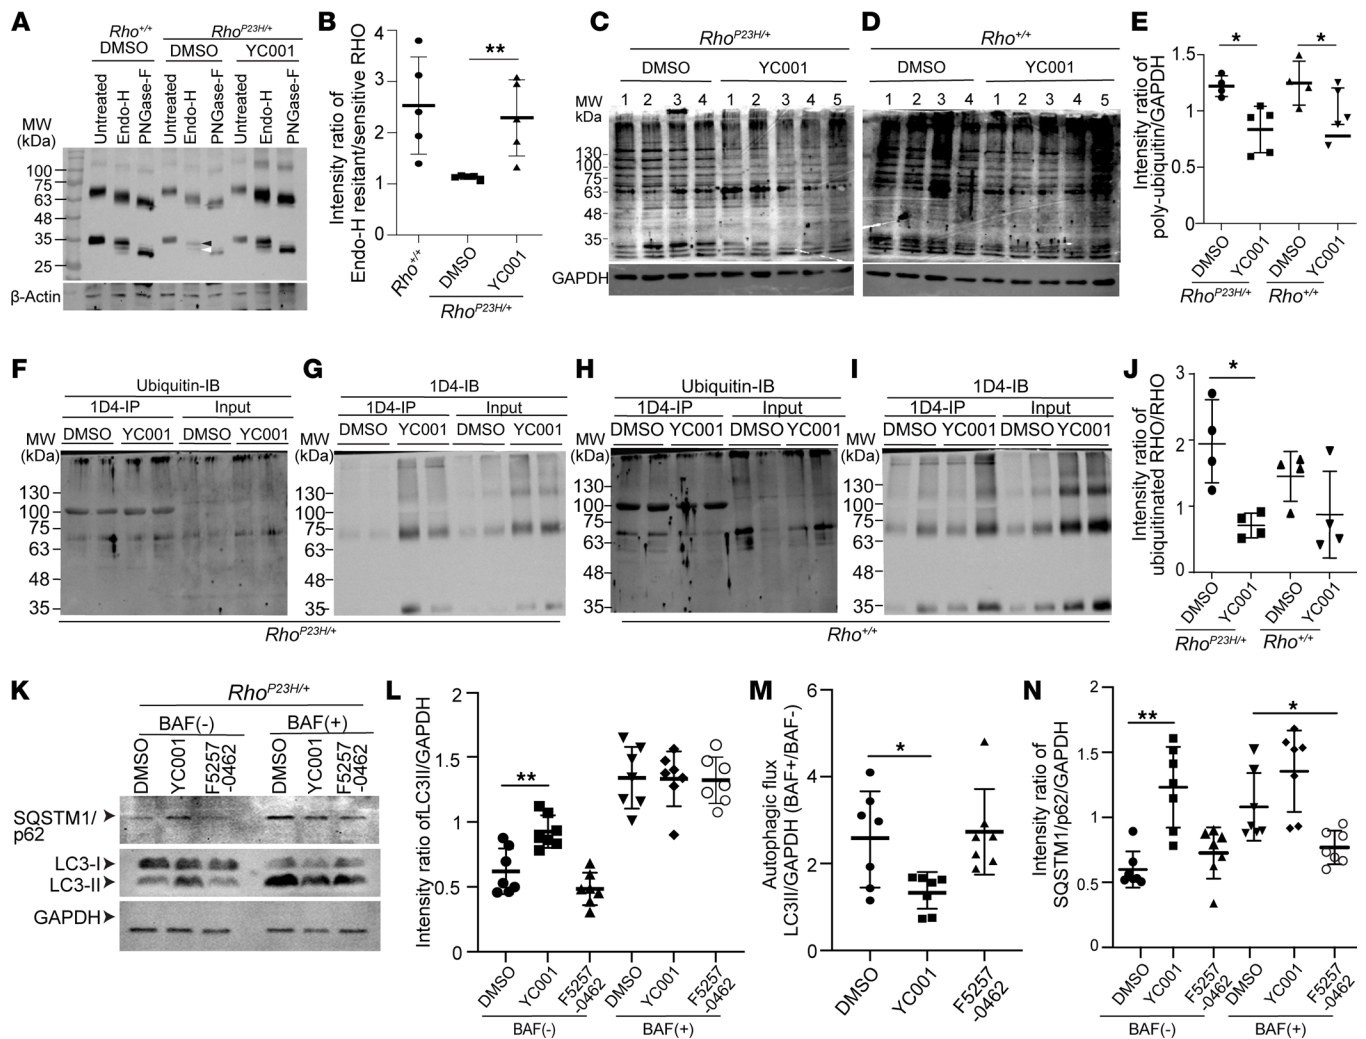 A
Rho+/+ RhoP23H/+
DMSO DMSO YC001
Untreated Endo-H PNGase-F Untreated Endo-H PNGase-F Untreated Endo-H PNGase-F
MW
(kDa)
100
75
63
48
35
25
β-Actin
B
Intensity ratio of
Endo-H resitant/sensitive RHO
4
3
2
1
0
**
Rho+/+ DMSO YC001
RhoP23H/+
C
RhoP23H/+
DMSO YC001
MW
kDa
1 2 3 4 1 2 3 4 5
130
100
75
63
48
35
GAPDH
D
Rho+/+
DMSO YC001
1 2 3 4 1 2 3 4 5
E
Intensity ratio of
poly-ubiquitin/GAPDH
1.5
1
0.5
0
* *
DMSO YC001 DMSO YC001
RhoP23H/+ Rho+/+
F
Ubiquitin-IB
1D4-IP Input
DMSO YC001 DMSO YC001
MW
(kDa)
130
100
75
63
48
35
G
1D4-IB
1D4-IP Input
DMSO YC001 DMSO YC001
MW
(kDa)
130
100
75
63
48
35
RhoP23H/+
H
Ubiquitin-IB
1D4-IP Input
DMSO YC001 DMSO YC001
MW
(kDa)
130
100
75
63
48
35
I
1D4-IB
1D4-IP Input
DMSO YC001 DMSO YC001
MW
(kDa)
130
100
75
63
48
35
Rho+/+
J
Intensity ratio of
ubiquitinated RHO/RHO
3
2
1
0
*
DMSO YC001 DMSO YC001
RhoP23H/+ Rho+/+
K
RhoP23H/+
BAF(-) BAF(+)
DMSO YC001 F5257-0462 DMSO YC001 F5257-0462
SQSTM1/
p62
LC3-I
LC3-II
GAPDH
L
Intensity ratio ofLC3II/GAPDH
2
1.5
1
0.5
0
**
DMSO YC001 F5257-0462 DMSO YC001 F5257-0462
BAF(-) BAF(+)
M
Autophagic flux
LC3II/GAPDH (BAF+/BAF-)
6
4
2
0
*
DMSO YC001 F5257-0462
N
Intensity ratio of
SQSTM1/p62/GAPDH
2
1.5
1.0
0.5
0
** *
DMSO YC001 F5257-0462 DMSO YC001 F5257-0462
BAF(-) BAF(+)